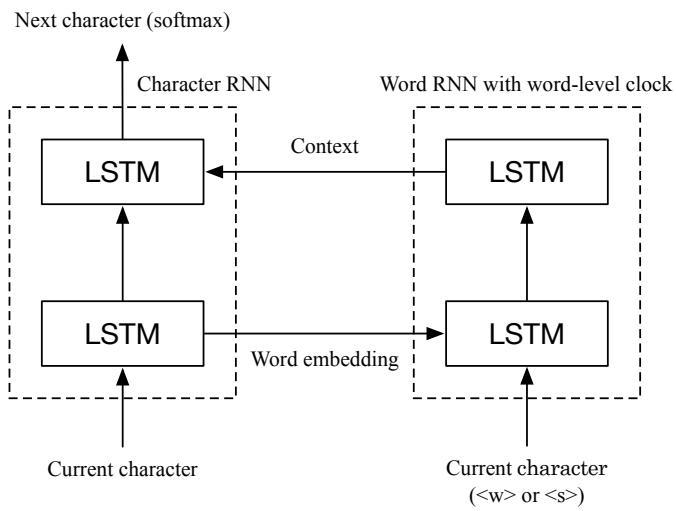 Next character (softmax)
Character RNN
Word RNN with word-level clock
LSTM
Context
LSTM
LSTM
Word embedding
LSTM
Current character
Current character
(<w> or <s>)